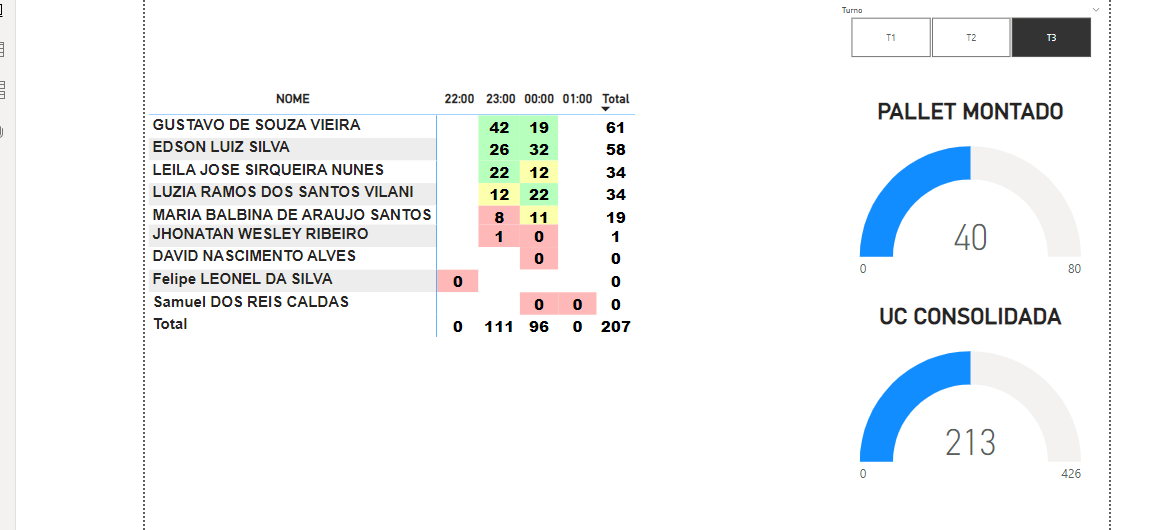 Turno
T1 T2 T3
NOME 22:00 23:00 00:00 01:00 Total
GUSTAVO DE SOUZA VIEIRA 42 19 61
EDSON LUIZ SILVA 26 32 58
LEILA JOSE SIRQUEIRA NUNES 22 12 34
LUZIA RAMOS DOS SANTOS VILANI 12 22 34
MARIA BALBINA DE ARAUJO SANTOS 8 11 19
JHONATAN WESLEY RIBEIRO 1 0 1
DAVID NASCIMENTO ALVES 0 0
Felipe LEONEL DA SILVA 0 0
Samuel DOS REIS CALDAS 0 0 0
Total 0 111 96 0 207
PALLET MONTADO
40
0 80
UC CONSOLIDADA
213
0 426